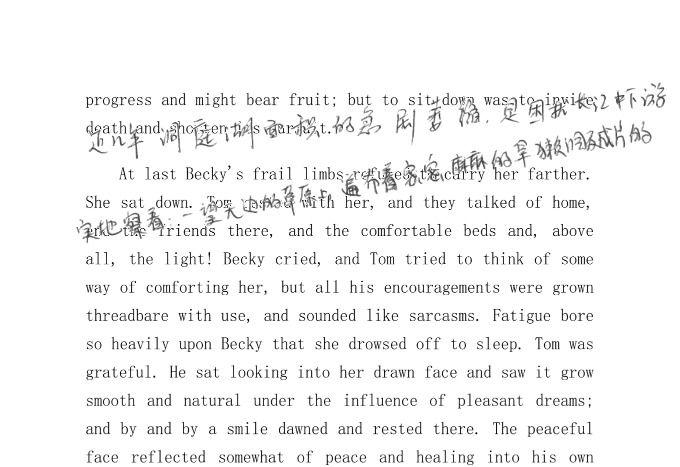 progress and might bear fruit; but to sit down was to invite
近几年洞庭湖面积的急剧萎缩，是困扰长江中下游
death and shorten its pursuit.
At last Becky's frail limbs refused to carry her farther.
实地察看：一望无边的草原上遍布着密密麻麻的旱獭洞及成片的
She sat down. Tom rested with her, and they talked of home,
and the friends there, and the comfortable beds and, above
all, the light! Becky cried, and Tom tried to think of some
way of comforting her, but all his encouragements were grown
threadbare with use, and sounded like sarcasms. Fatigue bore
so heavily upon Becky that she drowsed off to sleep. Tom was
grateful. He sat looking into her drawn face and saw it grow
smooth and natural under the influence of pleasant dreams;
and by and by a smile dawned and rested there. The peaceful
face reflected somewhat of peace and healing into his own